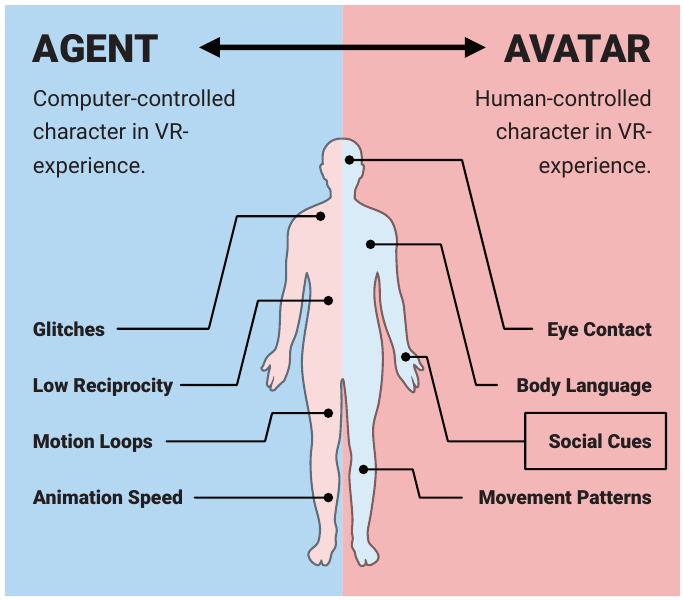 AGENT
AVATAR
Computer-controlled
character in VR-
experience.
Human-controlled
character in VR-
experience.
Glitches
Low Reciprocity
Motion Loops
Animation Speed
Eye Contact
Body Language
Social Cues
Movement Patterns